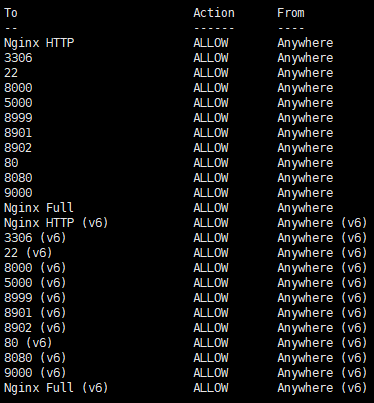 To Action From
-- ------ ----
Nginx HTTP ALLOW Anywhere
3306 ALLOW Anywhere
22 ALLOW Anywhere
8000 ALLOW Anywhere
5000 ALLOW Anywhere
8999 ALLOW Anywhere
8901 ALLOW Anywhere
8902 ALLOW Anywhere
80 ALLOW Anywhere
8080 ALLOW Anywhere
9000 ALLOW Anywhere
Nginx Full ALLOW Anywhere
Nginx HTTP (v6) ALLOW Anywhere (v6)
3306 (v6) ALLOW Anywhere (v6)
22 (v6) ALLOW Anywhere (v6)
8000 (v6) ALLOW Anywhere (v6)
5000 (v6) ALLOW Anywhere (v6)
8999 (v6) ALLOW Anywhere (v6)
8901 (v6) ALLOW Anywhere (v6)
8902 (v6) ALLOW Anywhere (v6)
80 (v6) ALLOW Anywhere (v6)
8080 (v6) ALLOW Anywhere (v6)
9000 (v6) ALLOW Anywhere (v6)
Nginx Full (v6) ALLOW Anywhere (v6)